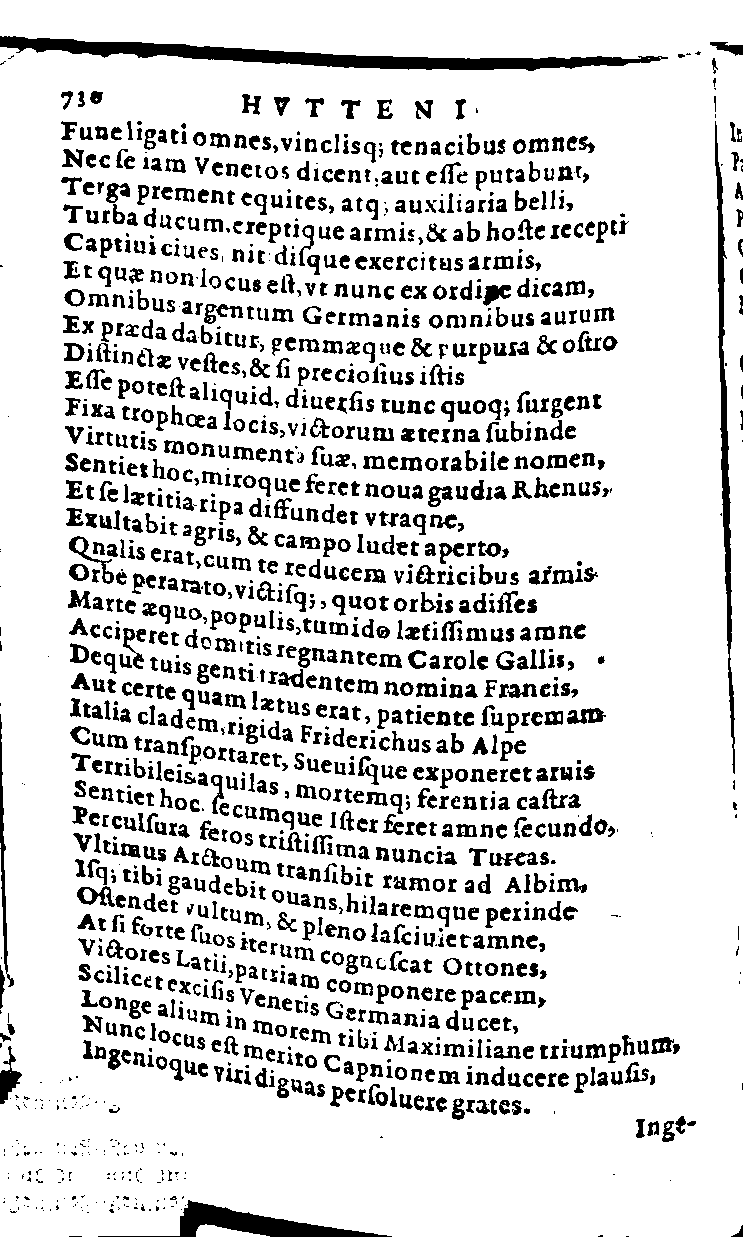 730 HVTTENI.
Fune ligati omnes, vinclisq; tenacibus omnes,
Nec ſe iam Venetos dicent, aut eſſe putabunt,
Terga prement equites, atq; auxiliaria belli,
Turba ducum, ereptique armis, & ab hoſte recepti
Captiui ciues, nitidiſque exercitus armis,
Et quæ non locus eſt, vt nunc ex ordine dicam,
Omnibus argentum Germanis omnibus aurum
Ex præda dabitur, gemmæque & purpura & oſtro
Diſtinctæ veſtes, & ſi precioſius iſtis
Eſſe poteſt aliquid, diuerſis tunc quoq; ſurgent
Fixa trophœa locis, victorum æterna ſubinde
Virtutis monumenta ſuæ, memorabile nomen,
Sentiet hoc, miroque feret noua gaudia Rhenus,
Et ſe lætitia ripa diffundet vtraqne,
Exultabit agris, & campo ludet aperto,
Qnalis erat, cum te reducem victricibus armis
Orbe perarato, victiſq;, quot orbis adiſſes
Marte æquo, populis, tumido lætiſſimus amne
Acciperet domitis regnantem Carole Gallis,
Deque tuis genti tradentem nomina Francis,
Aut certe quam lætus erat, patiente ſupremam
Italia cladem, rigida Friderichus ab Alpe
Cum tranſportaret, Sueuiſque exponeret aruis
Terribileis aquilas, mortemq; ferentia caſtra
Sentiet hoc. ſecumque Iſter feret amne ſecundo,
Perculſura feros triſtiſſima nuncia Turcas.
Vltimus Arctoum tranſibit rumor ad Albim,
Iſq; tibi gaudebit ouans, hilaremque perinde
Oſtendet vultum, & pleno laſciuiet amne,
At ſi forte ſuos iterum cognoſcat Ottones,
Victores Latii, patriam componere pacem,
Scilicet exciſis Venetis Germania ducet,
Longe alium in morem tibi Maximiliane triumphum,
Nunc locus eſt merito Capnionem inducere plauſis,
Ingenioque viri diguas perſoluere grates.
Inge-